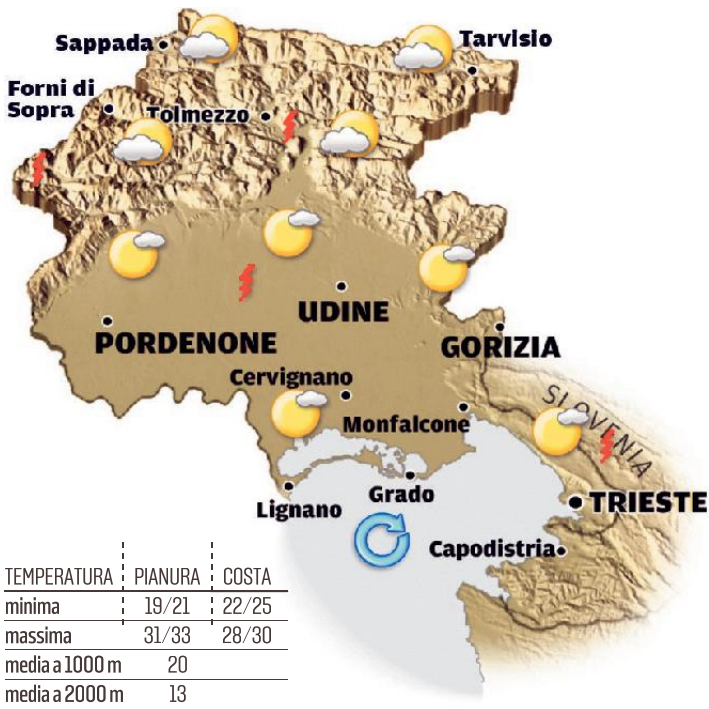 Sappada
Tarvisio
Forni di
Sopra
Tolmezzo
UDINE
PORDENONE
GORIZIA
Cervignano
SLOVENIA
Monfalcone
Lignano
Grado
TRIESTE
Capodistria
TEMPERATURA PIANURA COSTA
minima 19/21 22/25
massima 31/33 28/30
media a 1000 m 20
media a 2000 m 13